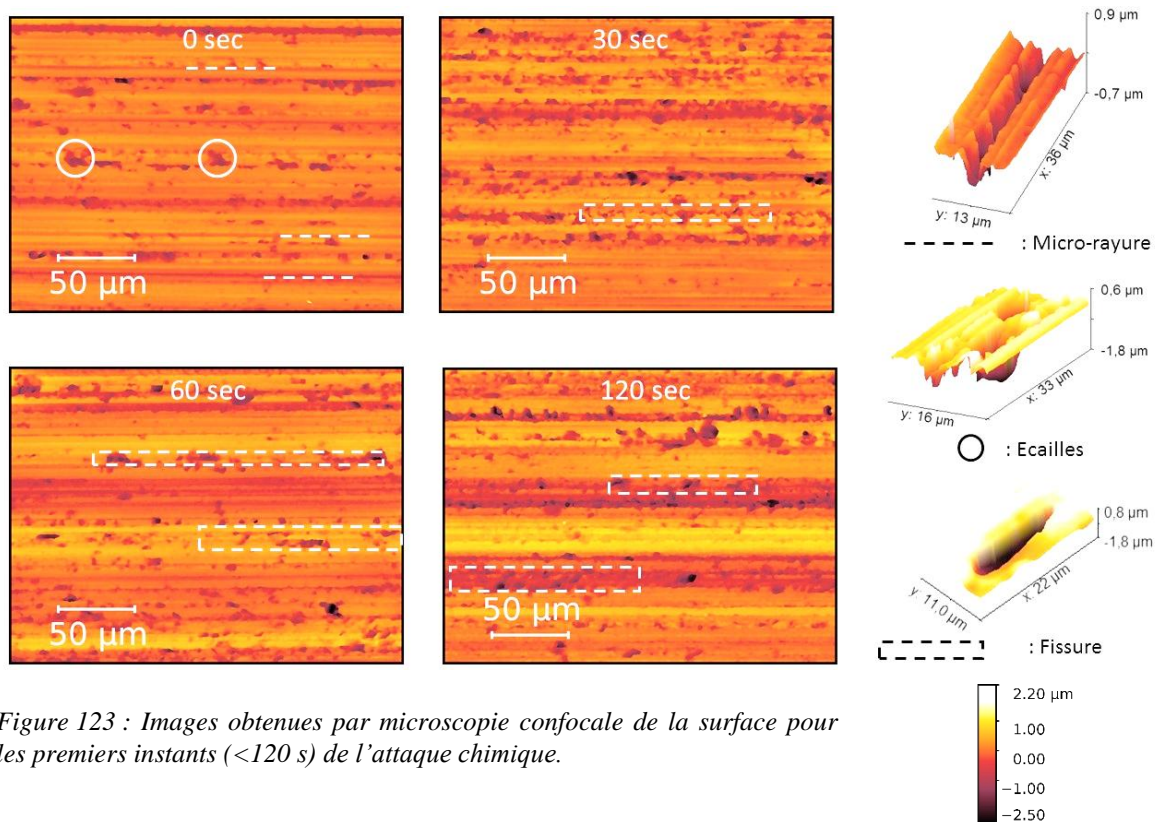 0 sec
50 µm
30 sec
50 µm
60 sec
50 µm
120 sec
50 µm
0,9 µm
-0,7 µm
x: 36 µm
y: 13 µm
: Micro-rayure
0,6 µm
-1,8 µm
x: 33 µm
y: 16 µm
: Ecailles
0,8 µm
-1,8 µm
x: 22 µm
y: 11,0 µm
: Fissure
2.20 µm
1.00
0.00
-1.00
-2.50
Figure 123 : Images obtenues par microscopie confocale de la surface pour
les premiers instants (<120 s) de l'attaque chimique.